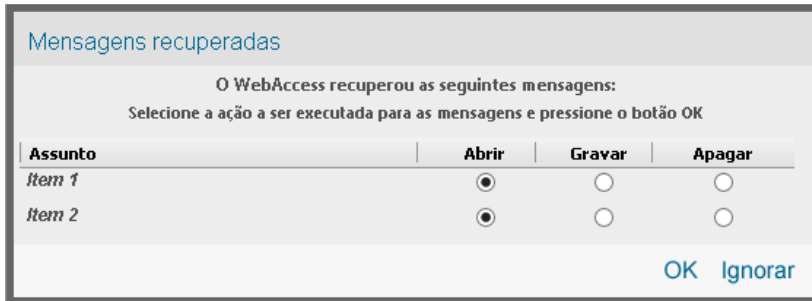 Mensagens recuperadas
O WebAccess recuperou as seguintes mensagens:
Selecione a ação a ser executada para as mensagens e pressione o botão OK
Assunto Abrir Gravar Apagar
Item 1
Item 2
OK Ignorar